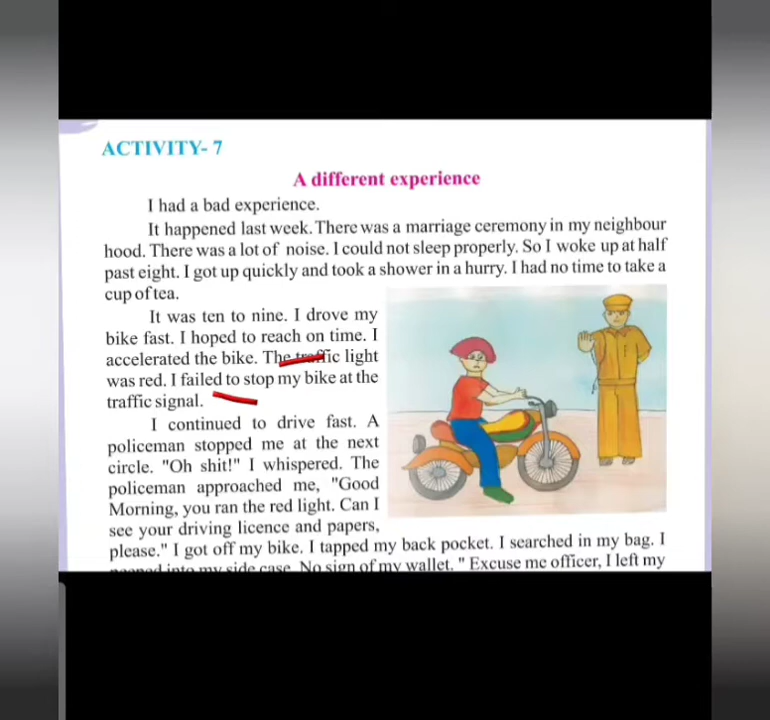 ACTIVITY- 7
A different experience
I had a bad experience.
It happened last week. There was a marriage ceremony in my neighbour
hood. There was a lot of noise. I could not sleep properly. So I woke up at half
past eight. I got up quickly and took a shower in a hurry. I had no time to take a
cup of tea.
It was ten to nine. I drove my
bike fast. I hoped to reach on time. I
accelerated the bike. The traffic light
was red. I failed to stop my bike at the
traffic signal.
I continued to drive fast. A
policeman stopped me at the next
circle. "Oh shit!" I whispered. The
policeman approached me, "Good
Morning, you ran the red light. Can I
see your driving licence and papers,
please." I got off my bike. I tapped my back pocket. I searched in my bag. I
into my side case. No sign of my wallet. " Excuse me officer, I left my